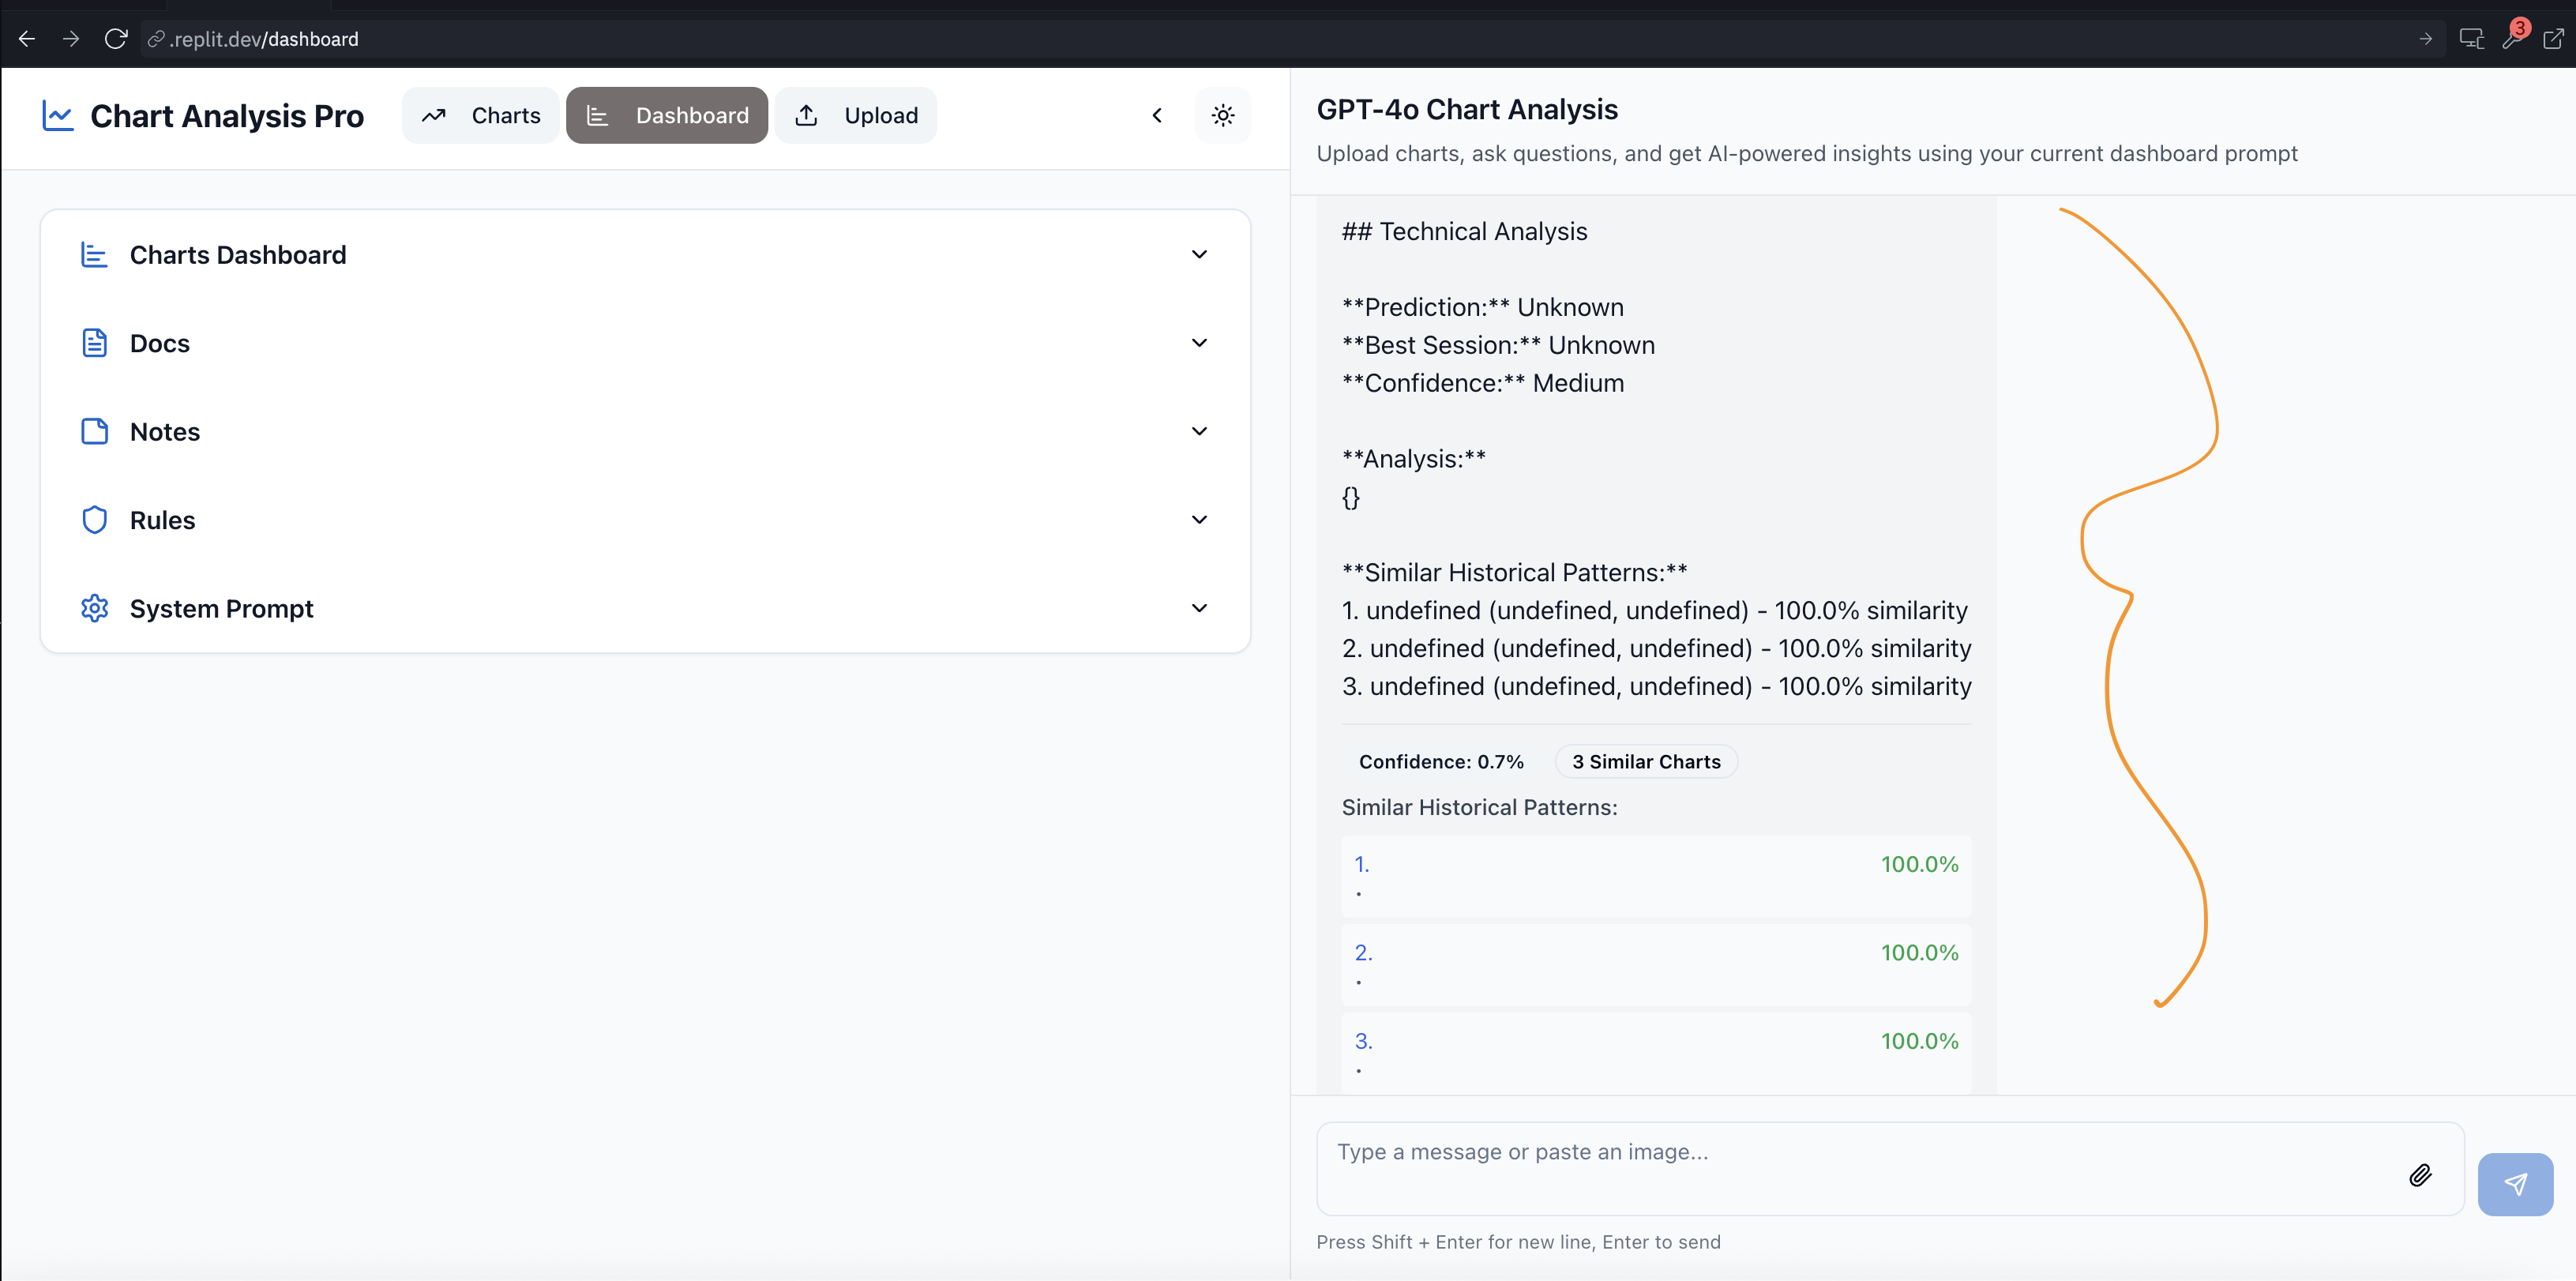 .replit.dev/dashboard
3
Chart Analysis Pro
Charts
Dashboard
Upload
Charts Dashboard
Docs
Notes
Rules
System Prompt
GPT-4o Chart Analysis
Upload charts, ask questions, and get AI-powered insights using your current dashboard prompt
## Technical Analysis
**Prediction:** Unknown
**Best Session:** Unknown
**Confidence:** Medium
**Analysis:**
{}
**Similar Historical Patterns:**
1. undefined (undefined, undefined) - 100.0% similarity
2. undefined (undefined, undefined) - 100.0% similarity
3. undefined (undefined, undefined) - 100.0% similarity
Confidence: 0.7% 3 Similar Charts
Similar Historical Patterns:
1. 100.0%
·
2. 100.0%
·
3. 100.0%
·
Type a message or paste an image...
Press Shift + Enter for new line, Enter to send